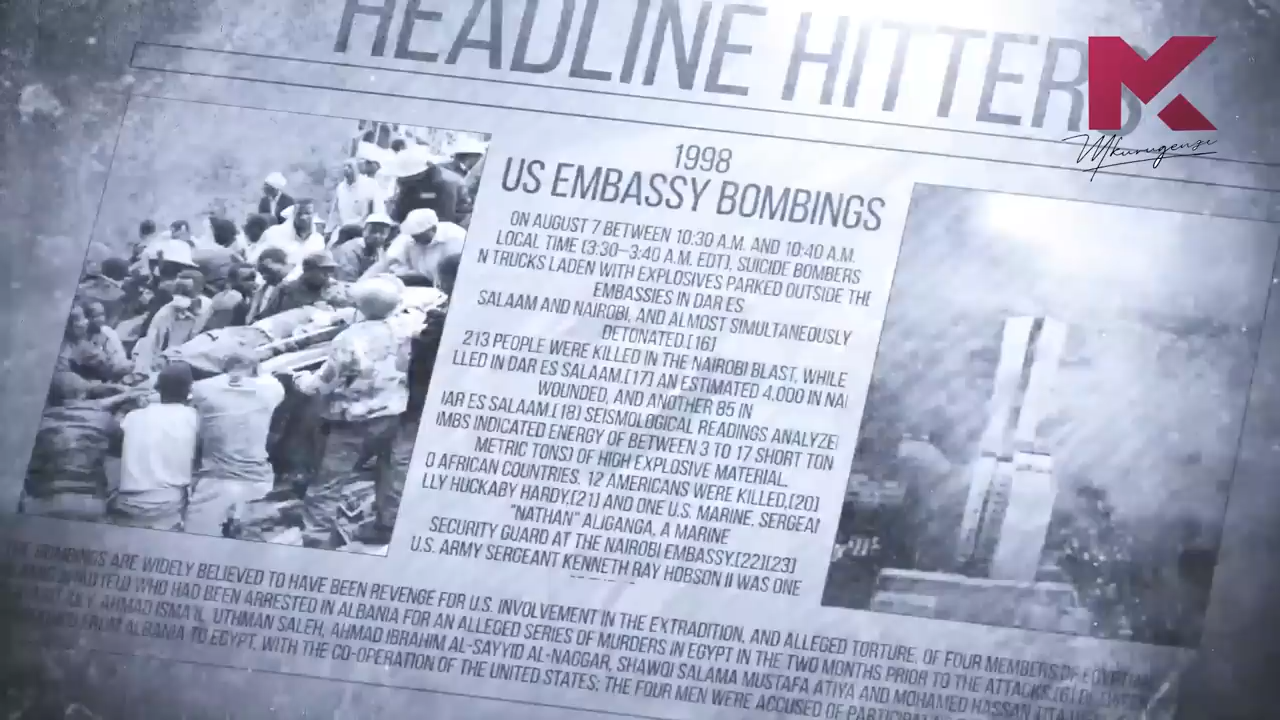 HEADLINE HITTERS
MK
Mkurugenzi
1998
US EMBASSY BOMBINGS
ON AUGUST 7 BETWEEN 10:30 A.M. AND 10:40 A.M.
LOCAL TIME (3:30–3:40 A.M. EDT), SUICIDE BOMBERS
N TRUCKS LADEN WITH EXPLOSIVES PARKED OUTSIDE THE
EMBASSIES IN DAR ES
SALAAM AND NAIROBI, AND ALMOST SIMULTANEOUSLY
DETONATED.[16]
213 PEOPLE WERE KILLED IN THE NAIROBI BLAST, WHILE
LLED IN DAR ES SALAAM.[17] AN ESTIMATED 4,000 IN NAI
WOUNDED, AND ANOTHER 85 IN
AR ES SALAAM.[18] SEISMOLOGICAL READINGS ANALYZE
MBS INDICATED ENERGY OF BETWEEN 3 TO 17 SHORT TON
METRIC TONS) OF HIGH EXPLOSIVE MATERIAL.
0 AFRICAN COUNTRIES. 12 AMERICANS WERE KILLED,[20]
LLY HUCKABY HARDY,[21] AND ONE U.S. MARINE, SERGEA
"NATHAN" ALIGANGA, A MARINE
SECURITY GUARD AT THE NAIROBI EMBASSY.[22][23]
U.S. ARMY SERGEANT KENNETH RAY HOBSON II WAS ONE
THE BOMBINGS ARE WIDELY BELIEVED TO HAVE BEEN REVENGE FOR U.S. INVOLVEMENT IN THE EXTRADITION, AND ALLEGED TORTURE, OF FOUR MEMBERS OF EGYPTIAN
WHO HAD BEEN ARRESTED IN ALBANIA FOR AN ALLEGED SERIES OF MURDERS IN EGYPT IN THE TWO MONTHS PRIOR TO THE ATTACKS.[6]
AHMAD ISMA'IL UTHMAN SALEH, AHMAD IBRAHIM AL-SAYYID AL-NAGGAR, SHAWQI SALAMA MUSTAFA ATIYA AND MOHAMED HASSAN
FROM ALBANIA TO EGYPT, WITH THE CO-OPERATION OF THE UNITED STATES; THE FOUR MEN WERE ACCUSED OF